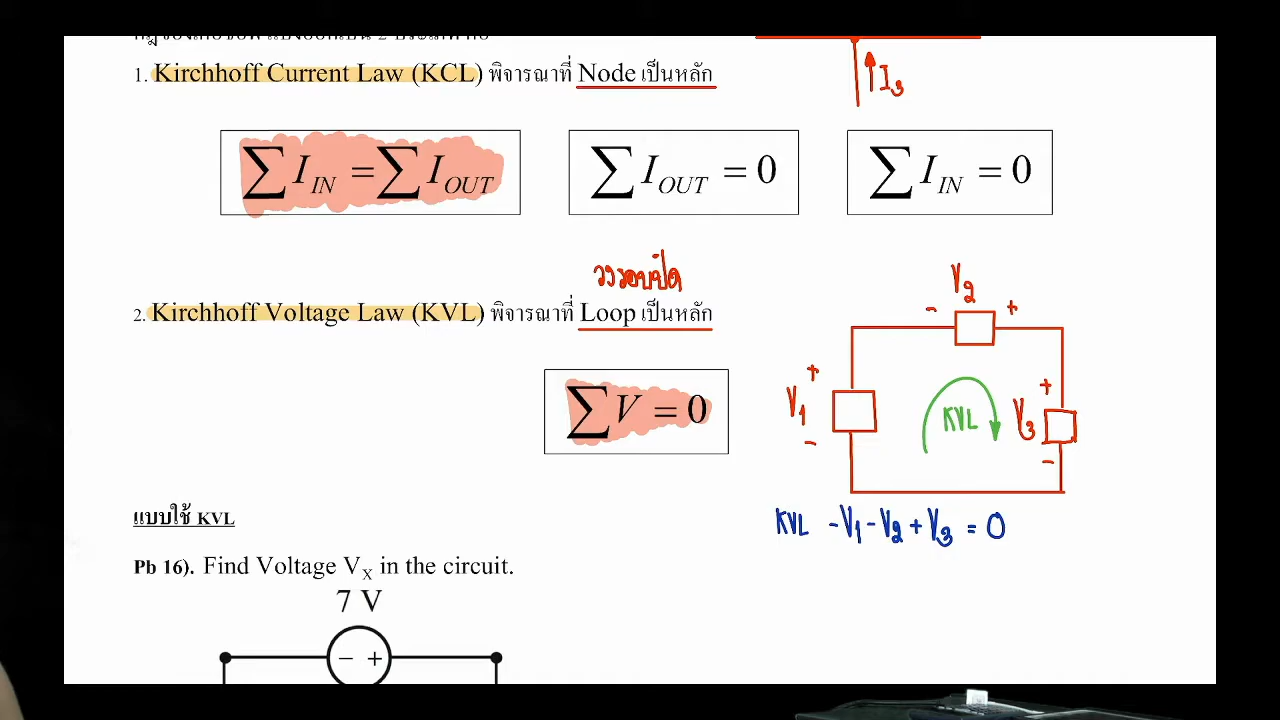 I3
1. Kirchhoff Current Law (KCL) พิจารณาที่ Node เป็นหลัก
∑ I_IN = ∑ I_OUT
∑ I_OUT = 0
∑ I_IN = 0
วงรอบปิด
2. Kirchhoff Voltage Law (KVL) พิจารณาที่ Loop เป็นหลัก
∑ V = 0
V2
- +
+
V1
-
KVL
+
V3
-
KVL -V1 - V2 + V3 = 0
แบบใช้ KVL
Pb 16). Find Voltage V_X in the circuit.
7 V
- +